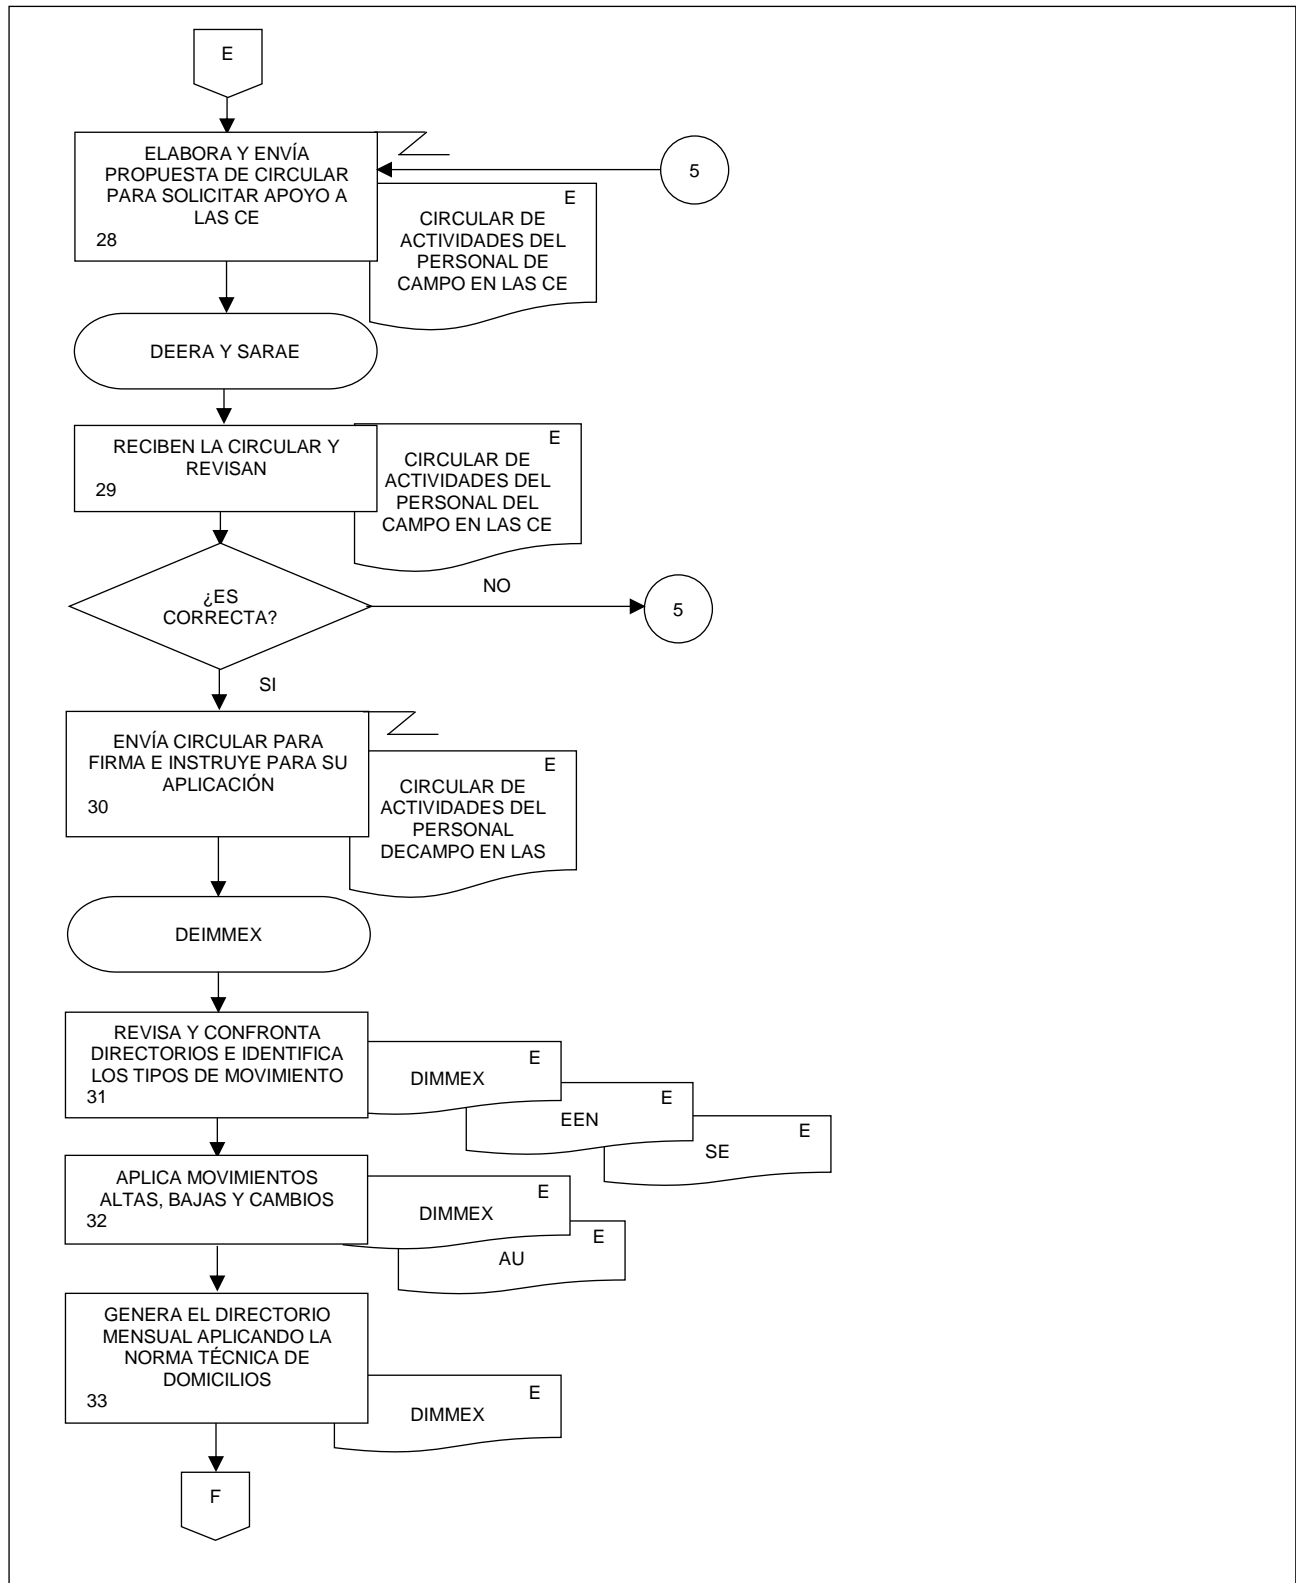 E
ELABORA Y ENVÍA
PROPUESTA DE CIRCULAR
PARA SOLICITAR APOYO A
LAS CE
28
5
E
CIRCULAR DE
ACTIVIDADES DEL
PERSONAL DE
CAMPO EN LAS CE
DEERA Y SARAE
RECIBEN LA CIRCULAR Y
REVISAN
29
E
CIRCULAR DE
ACTIVIDADES DEL
PERSONAL DEL
CAMPO EN LAS CE
¿ES
CORRECTA?
NO
5
SI
ENVÍA CIRCULAR PARA
FIRMA E INSTRUYE PARA SU
APLICACIÓN
30
E
CIRCULAR DE
ACTIVIDADES DEL
PERSONAL
DECAMPO EN LAS
DEIMMEX
REVISA Y CONFRONTA
DIRECTORIOS E IDENTIFICA
LOS TIPOS DE MOVIMIENTO
31
E
DIMMEX
E
EEN
E
SE
APLICA MOVIMIENTOS
ALTAS, BAJAS Y CAMBIOS
32
E
DIMMEX
E
AU
GENERA EL DIRECTORIO
MENSUAL APLICANDO LA
NORMA TÉCNICA DE
DOMICILIOS
33
E
DIMMEX
F